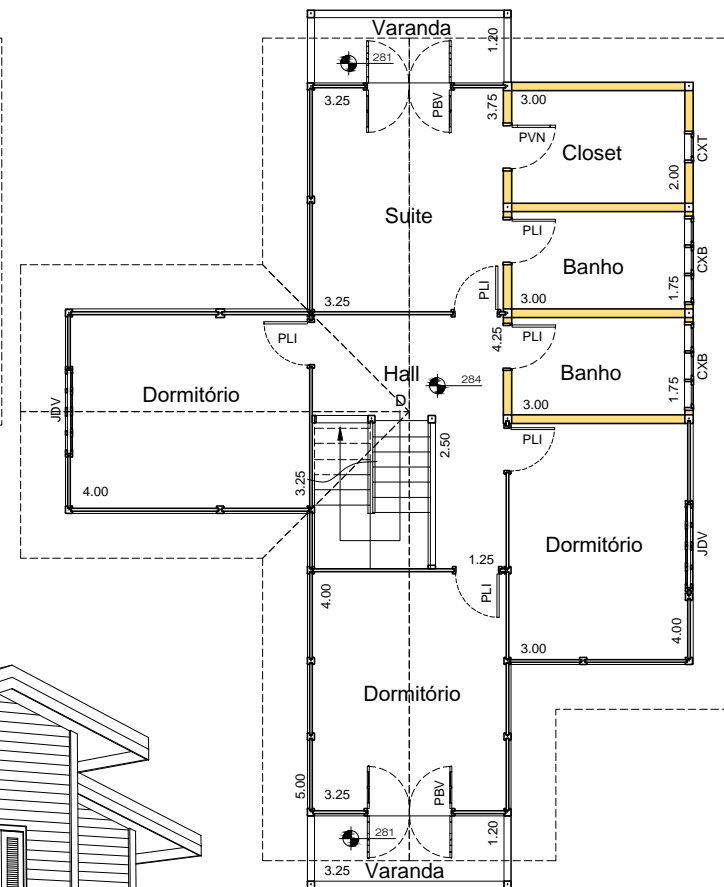 Varanda
1.20
281
PBV
3.25
3.75
3.00
PVN
Closet
2.00
CXT
Suite
PLI
Banho
1.75
CXB
3.00
3.25
PLI
PLI
4.25
PLI
Banho
1.75
CXB
3.00
Hall
284
D
Dormitório
JDV
4.00
3.25
2.50
PLI
Dormitório
JDV
4.00
3.00
1.25
PLI
4.00
Dormitório
5.00
3.25
PBV
281
1.20
3.25
Varanda